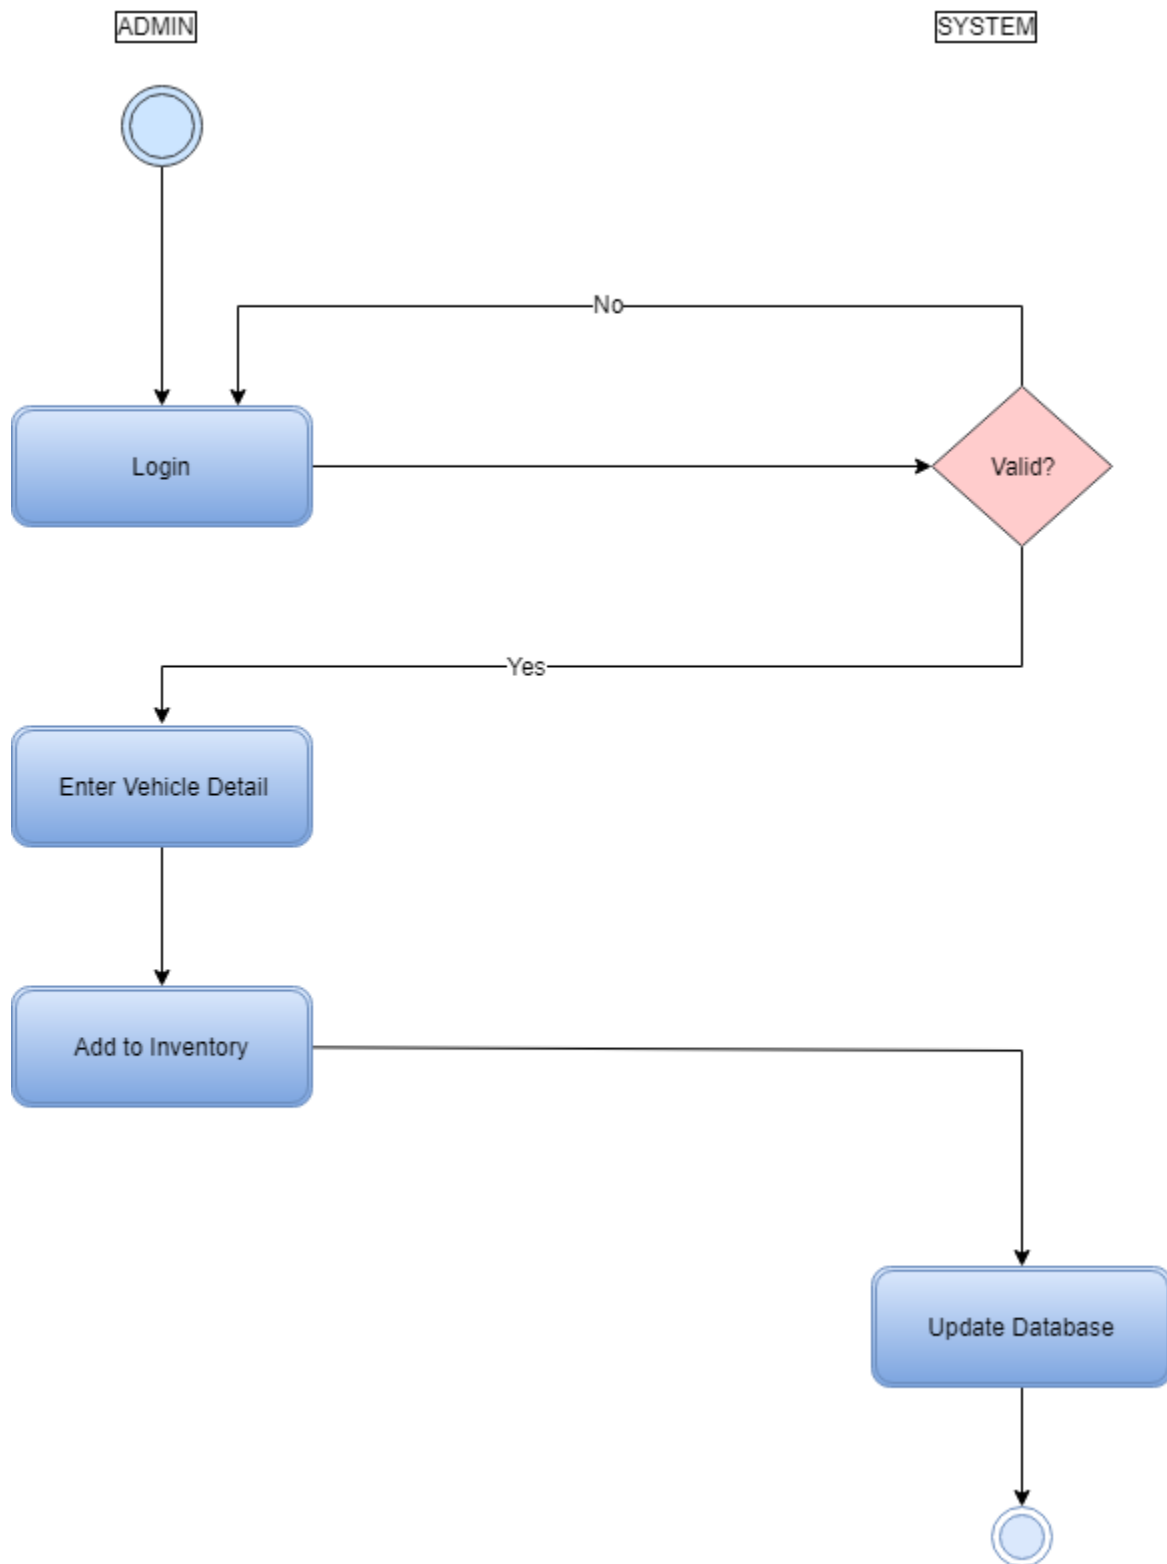 ADMIN
SYSTEM
No
Login
Valid?
Yes
Enter Vehicle Detail
Add to Inventory
Update Database